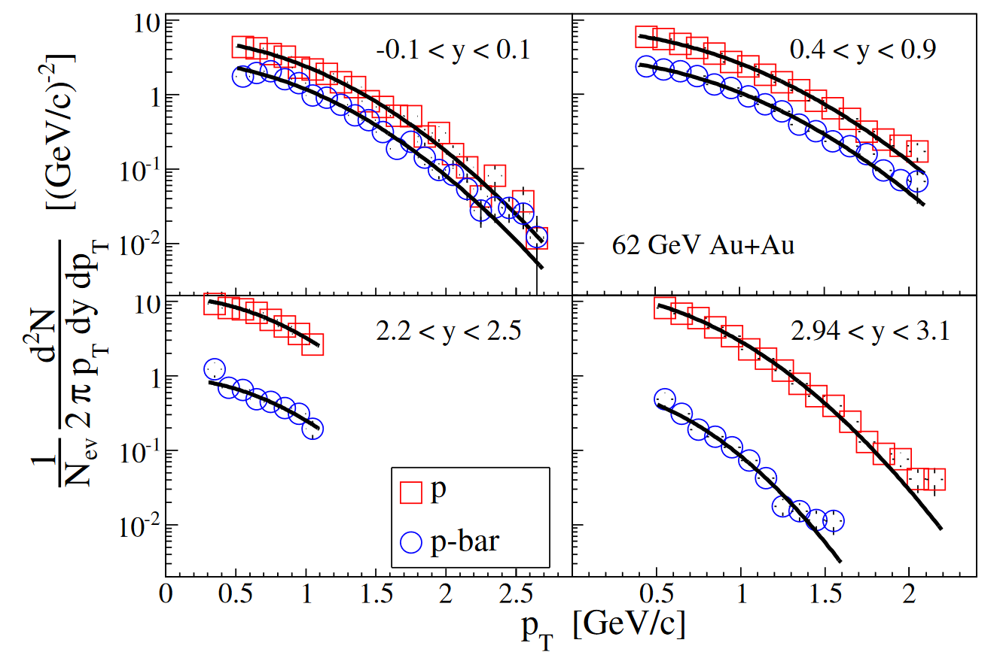 1/N_ev d²N/2π p_T dy dp_T [(GeV/c)⁻²]
10
1
10⁻¹
10⁻²
-0.1 < y < 0.1
0.4 < y < 0.9
62 GeV Au+Au
10
1
10⁻¹
10⁻²
2.2 < y < 2.5
2.94 < y < 3.1
p
p-bar
0 0.5 1 1.5 2 2.5
0.5 1 1.5 2
p_T [GeV/c]